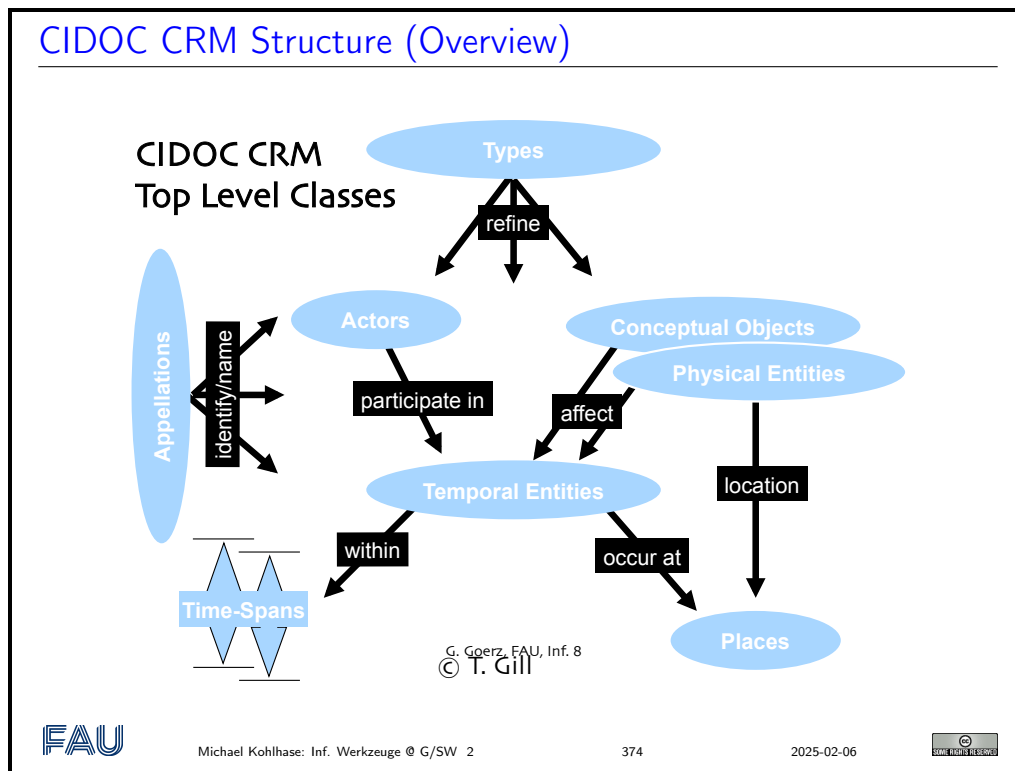 CIDOC CRM Structure (Overview)
CIDOC CRM
Top Level Classes
Types
refine
Appellations
identify/name
Actors
Conceptual Objects
Physical Entities
participate in
affect
location
Temporal Entities
within
occur at
Time-Spans
Places
G. Goerz, FAU, Inf. 8
© T. Gill
FAU
Michael Kohlhase: Inf. Werkzeuge @ G/SW 2
374
2025-02-06
cc
SOME RIGHTS RESERVED